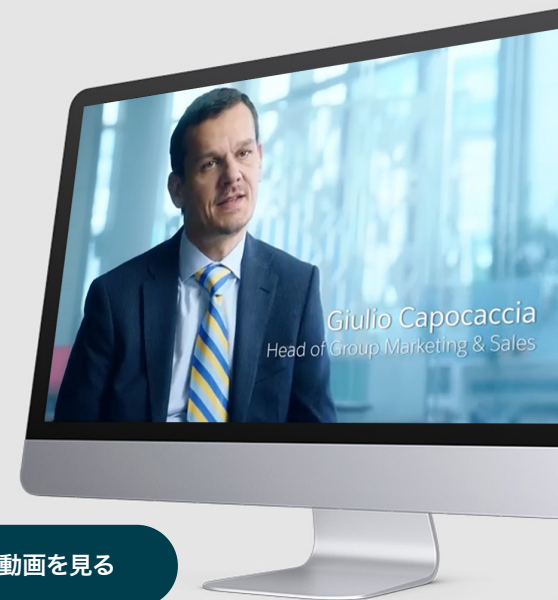 Giulio Capocaccia
Head of Group Marketing & Sales
動画を見る